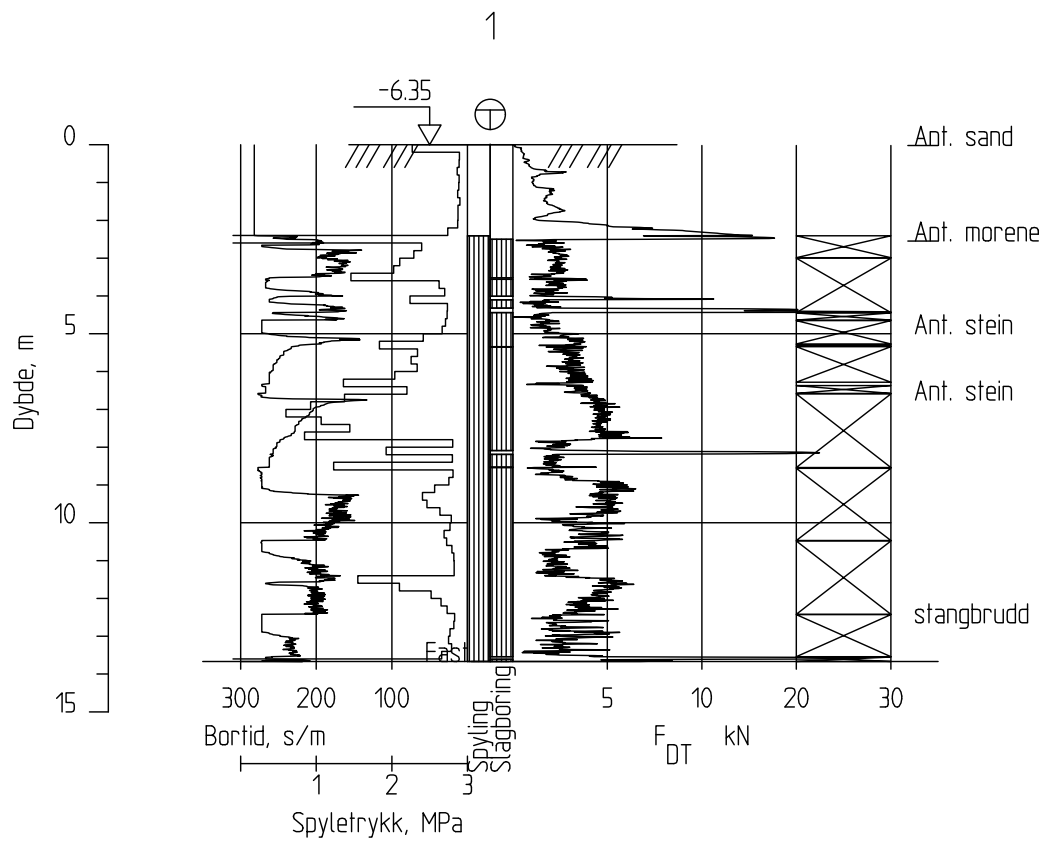 1
-6.35
0
Ant. sand
Ant. morene
5
Ant. stein
Ant. stein
Dybde, m
10
stangbrudd
Fast
15
300 200 100
5 10 20 30
Spyling
Slagboring
Bortid, s/m
F DT kN
1 2 3
Spyletrykk, MPa